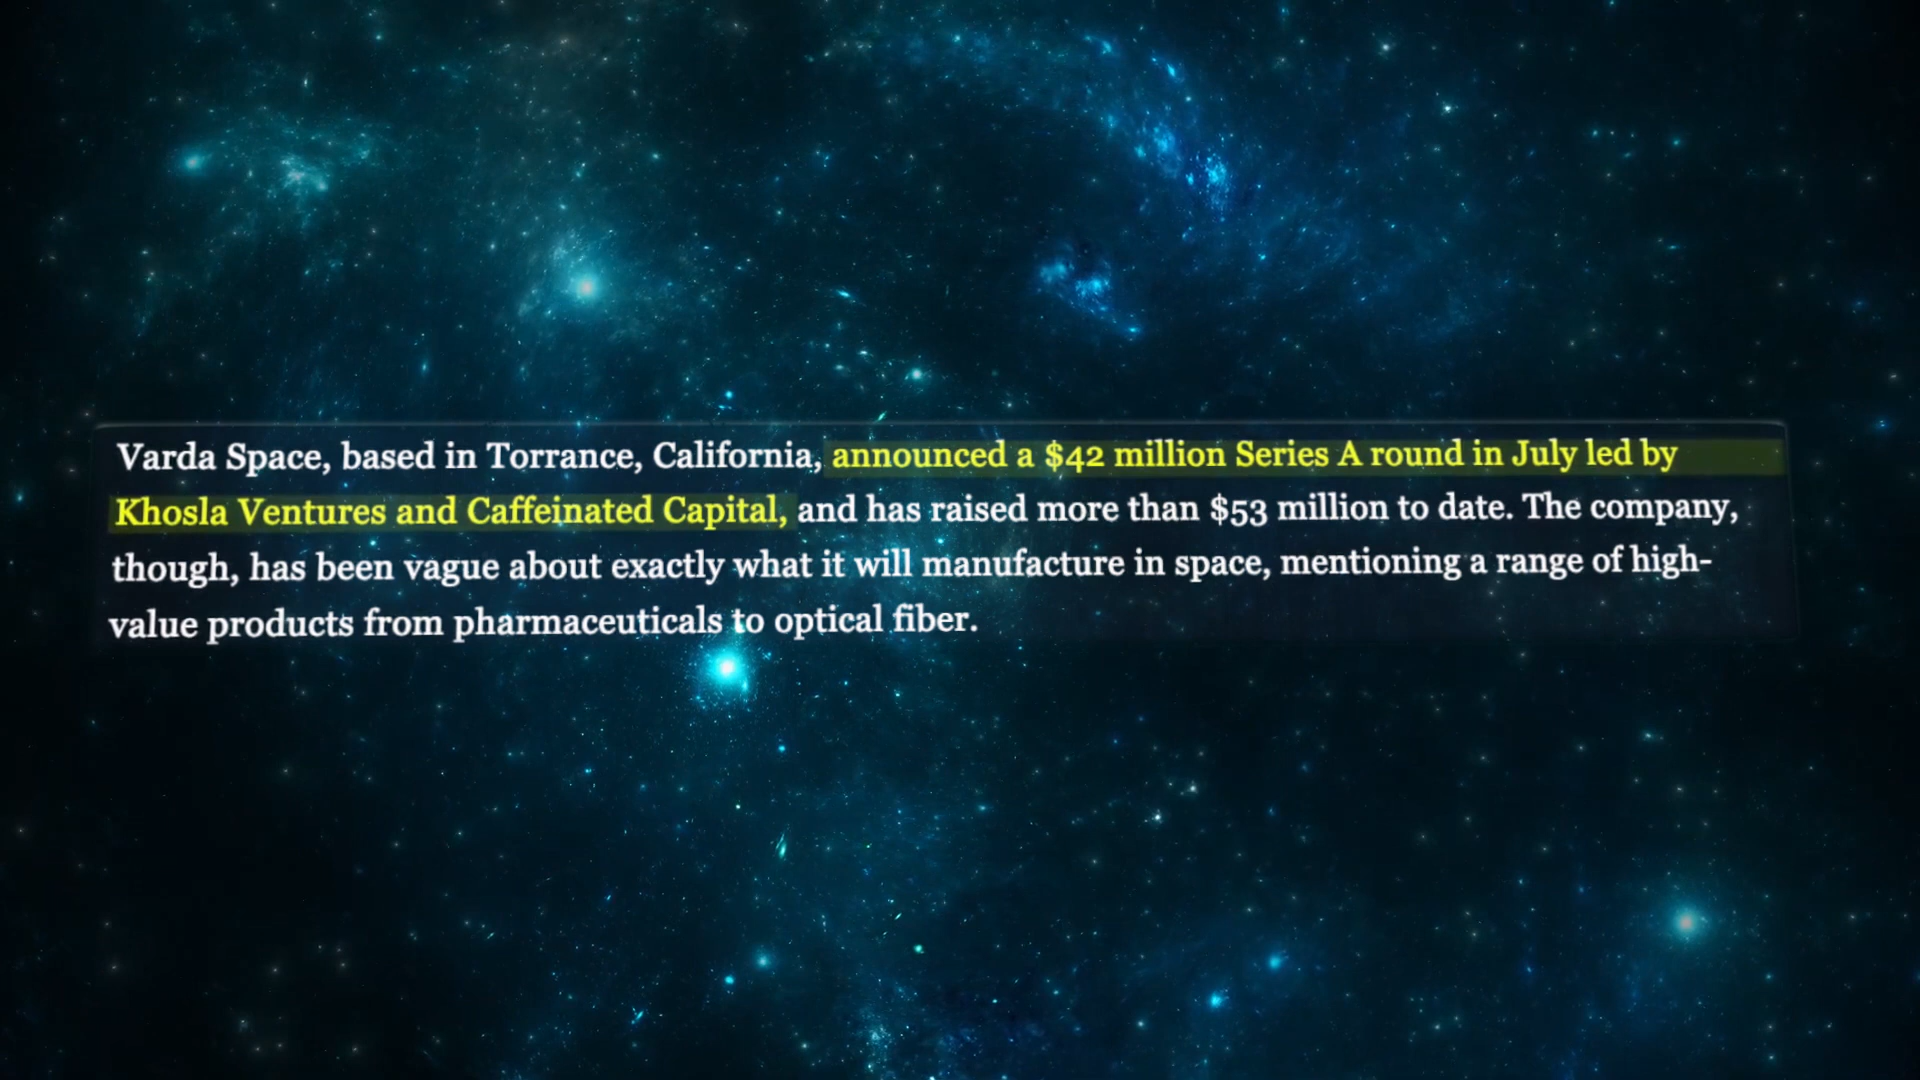 Varda Space, based in Torrance, California, announced a $42 million Series A round in July led by
Khosla Ventures and Caffeinated Capital, and has raised more than $53 million to date. The company,
though, has been vague about exactly what it will manufacture in space, mentioning a range of high-
value products from pharmaceuticals to optical fiber.